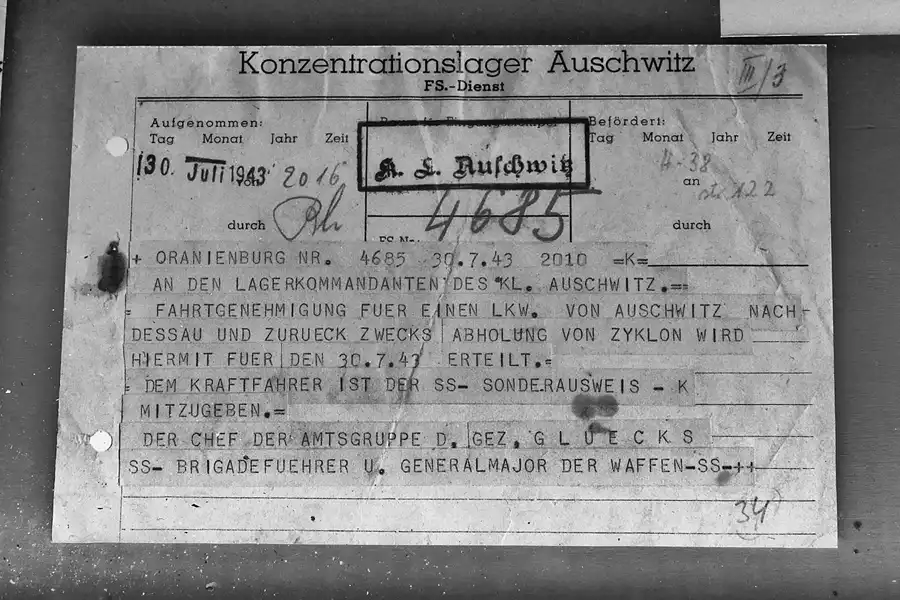 Konzentrationslager Auschwitz
FS.-Dienst
III/3
Aufgenommen:
Tag Monat Jahr Zeit
30. Juli 1943 2016
durch
K. L. Auschwitz
4685
FS Nr.
Befördert:
Tag Monat Jahr Zeit
an 122
durch
+ ORANIENBURG NR. 4685 30.7.43 2010 =K=
AN DEN LAGERKOMMANDANTEN DES KL. AUSCHWITZ.==
= FAHRTGENEHMIGUNG FUER EINEN LKW. VON AUSCHWITZ NACH-
DESSAU UND ZURUECK ZWECKS ABHOLUNG VON ZYKLON WIRD
HIERMIT FUER DEN 30.7.43 ERTEILT.=
= DEM KRAFTFAHRER IST DER SS- SONDERAUSWEIS - K
MITZUGEBEN.=
DER CHEF DER AMTSGRUPPE D. GEZ. G L U E C K S
SS- BRIGADEFUEHRER U. GENERALMAJOR DER WAFFEN-SS-++
34